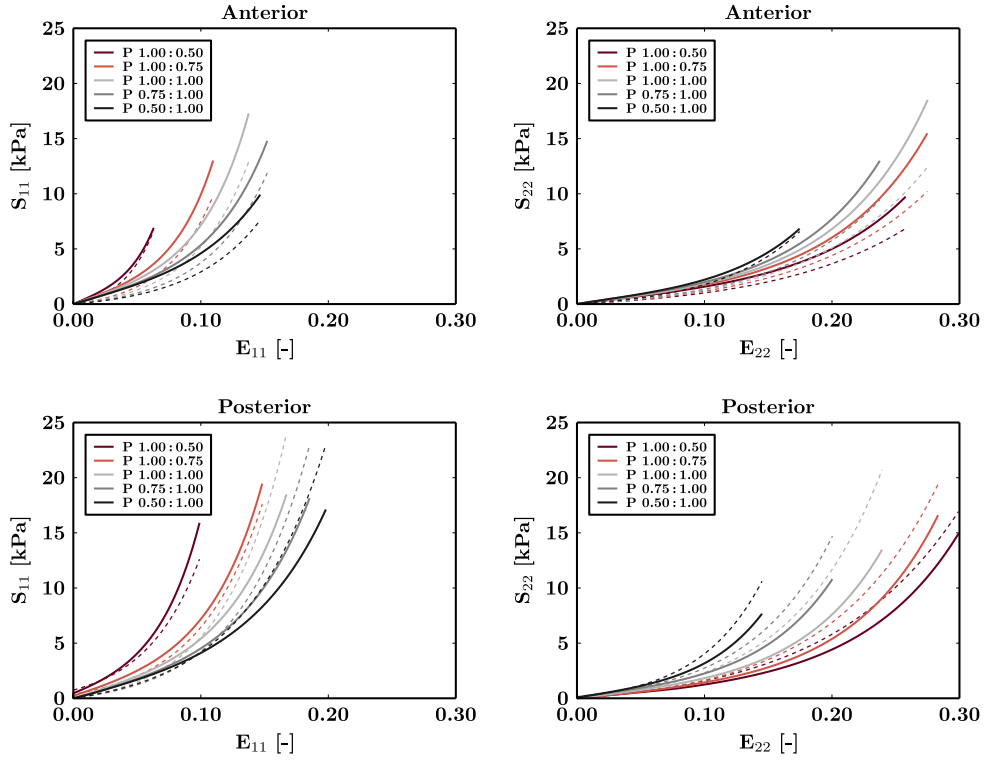 Anterior
25
20
15
10
5
0
S11 [kPa]
P 1.00 : 0.50
P 1.00 : 0.75
P 1.00 : 1.00
P 0.75 : 1.00
P 0.50 : 1.00
0.00 0.10 0.20 0.30
E11 [-]
Anterior
25
20
15
10
5
0
S22 [kPa]
P 1.00 : 0.50
P 1.00 : 0.75
P 1.00 : 1.00
P 0.75 : 1.00
P 0.50 : 1.00
0.00 0.10 0.20 0.30
E22 [-]
Posterior
25
20
15
10
5
0
S11 [kPa]
P 1.00 : 0.50
P 1.00 : 0.75
P 1.00 : 1.00
P 0.75 : 1.00
P 0.50 : 1.00
0.00 0.10 0.20 0.30
E11 [-]
Posterior
25
20
15
10
5
0
S22 [kPa]
P 1.00 : 0.50
P 1.00 : 0.75
P 1.00 : 1.00
P 0.75 : 1.00
P 0.50 : 1.00
0.00 0.10 0.20 0.30
E22 [-]